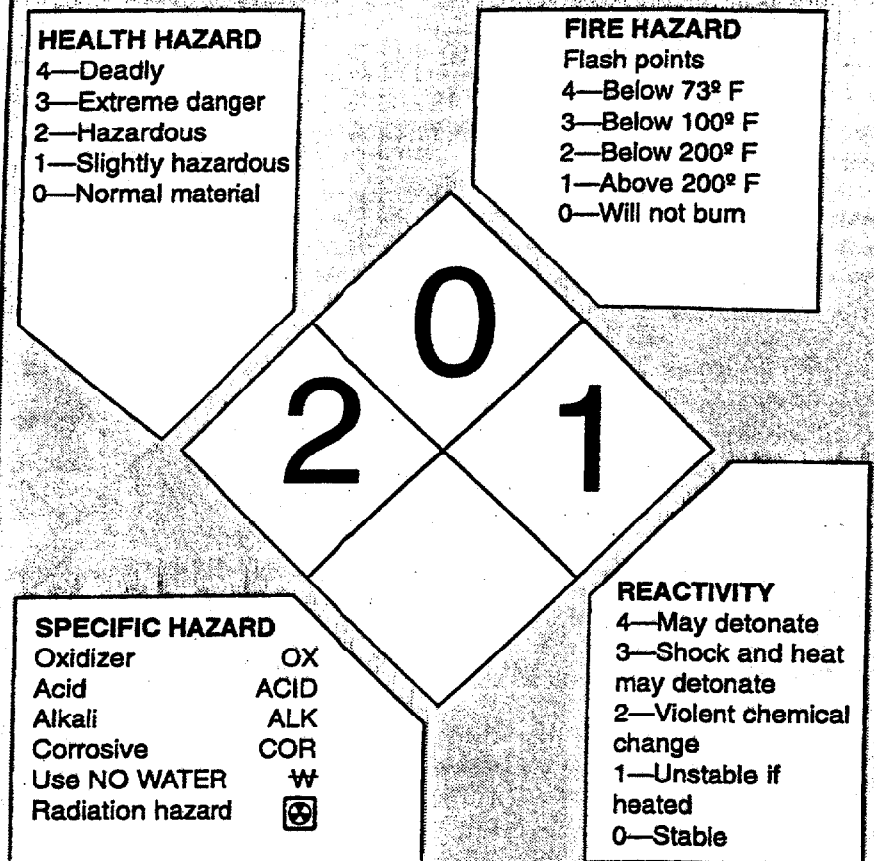 HEALTH HAZARD
4—Deadly
3—Extreme danger
2—Hazardous
1—Slightly hazardous
0—Normal material
FIRE HAZARD
Flash points
4—Below 73º F
3—Below 100º F
2—Below 200º F
1—Above 200º F
0—Will not burn
0
2
1
SPECIFIC HAZARD
Oxidizer OX
Acid ACID
Alkali ALK
Corrosive COR
Use NO WATER W̶
Radiation hazard
REACTIVITY
4—May detonate
3—Shock and heat
may detonate
2—Violent chemical
change
1—Unstable if
heated
0—Stable